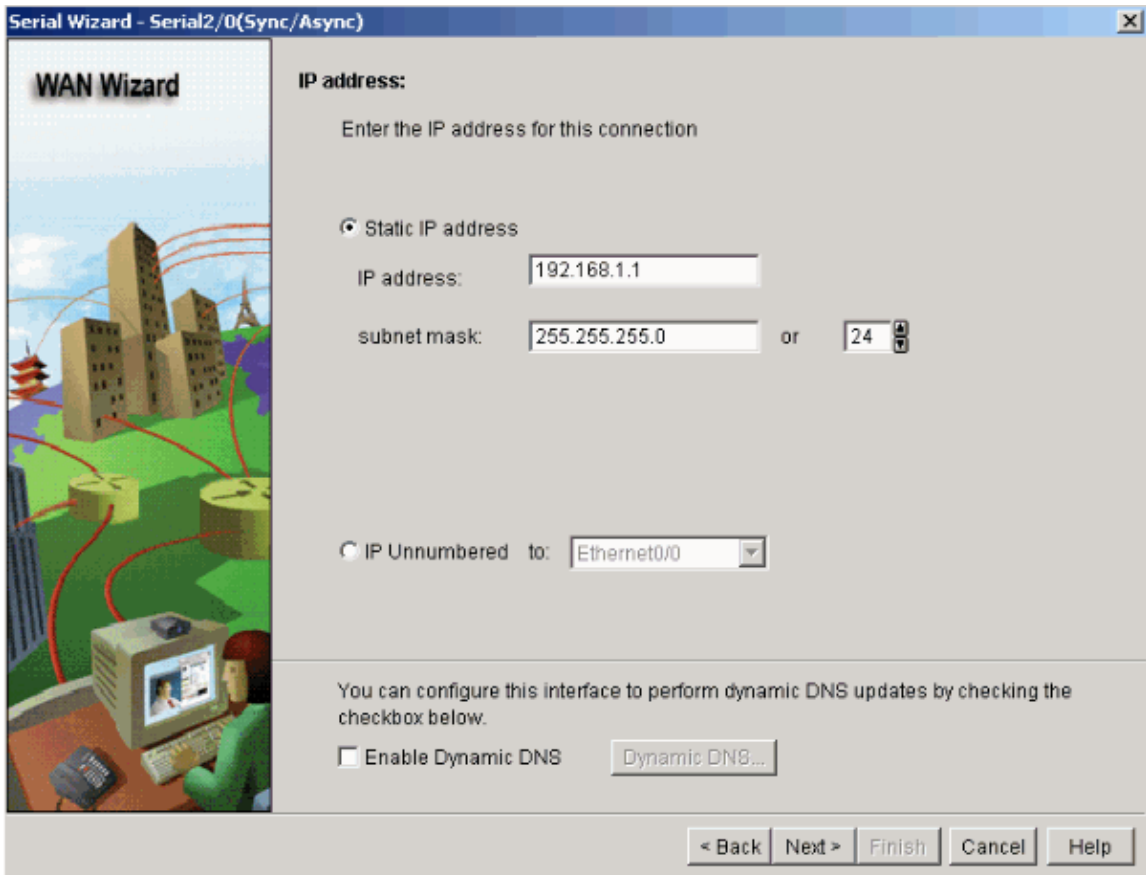 Serial Wizard - Serial2/0(Sync/Async)
WAN Wizard
IP address:
Enter the IP address for this connection
Static IP address
IP address: 192.168.1.1
subnet mask: 255.255.255.0 or 24
IP Unnumbered to: Ethernet0/0
You can configure this interface to perform dynamic DNS updates by checking the
checkbox below.
Enable Dynamic DNS Dynamic DNS...
< Back Next > Finish Cancel Help